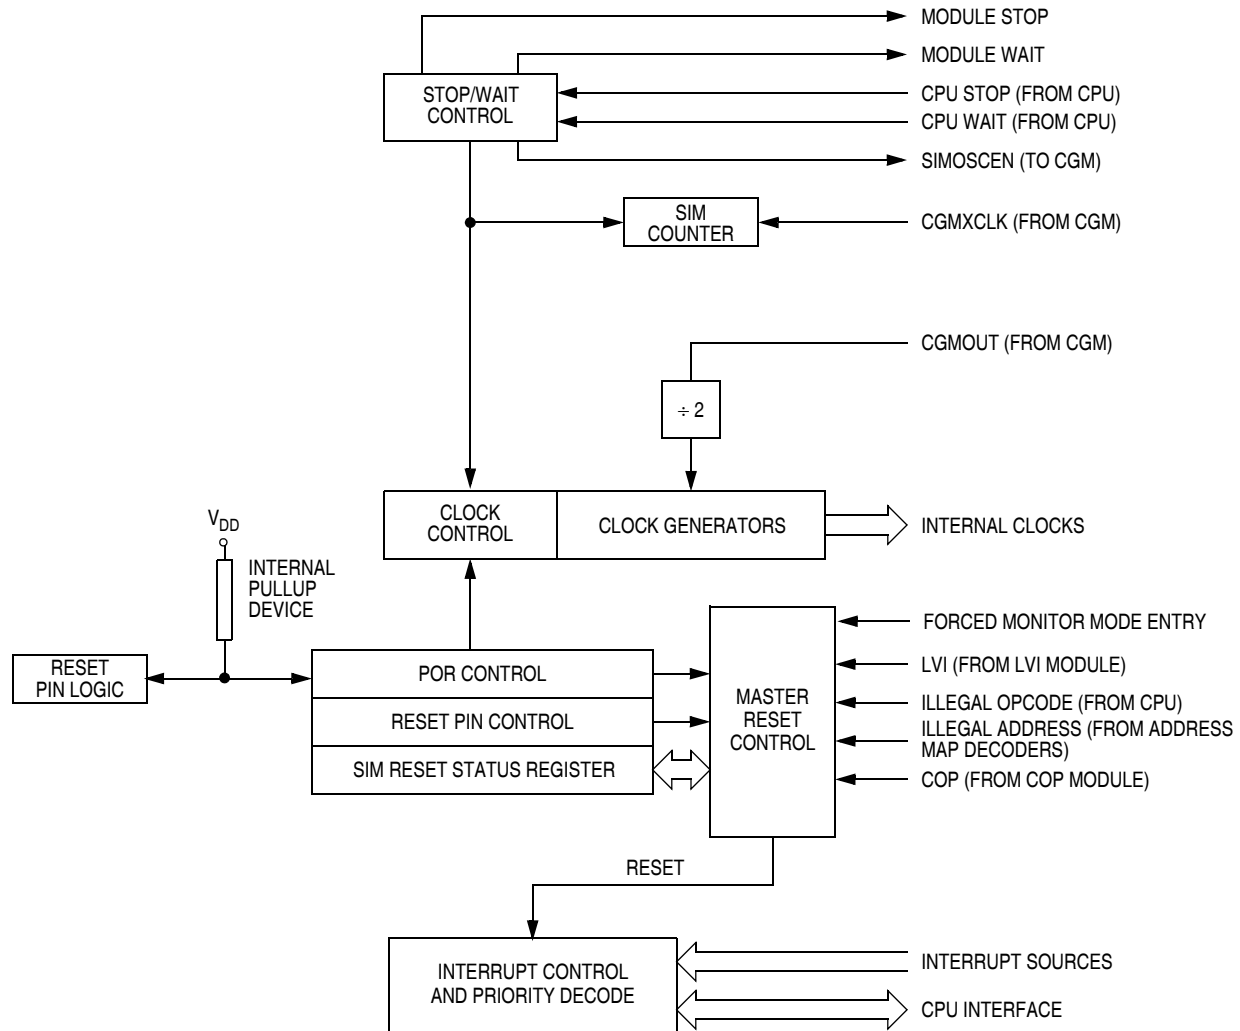 MODULE STOP
MODULE WAIT
STOP/WAIT
CONTROL
CPU STOP (FROM CPU)
CPU WAIT (FROM CPU)
SIMOSCEN (TO CGM)
SIM
COUNTER
CGMXCLK (FROM CGM)
CGMOUT (FROM CGM)
÷ 2
CLOCK
CONTROL
CLOCK GENERATORS
INTERNAL CLOCKS
VDD
INTERNAL
PULLUP
DEVICE
FORCED MONITOR MODE ENTRY
RESET
PIN LOGIC
POR CONTROL
LVI (FROM LVI MODULE)
MASTER
RESET
CONTROL
ILLEGAL OPCODE (FROM CPU)
RESET PIN CONTROL
ILLEGAL ADDRESS (FROM ADDRESS
MAP DECODERS)
SIM RESET STATUS REGISTER
COP (FROM COP MODULE)
RESET
INTERRUPT CONTROL
AND PRIORITY DECODE
INTERRUPT SOURCES
CPU INTERFACE